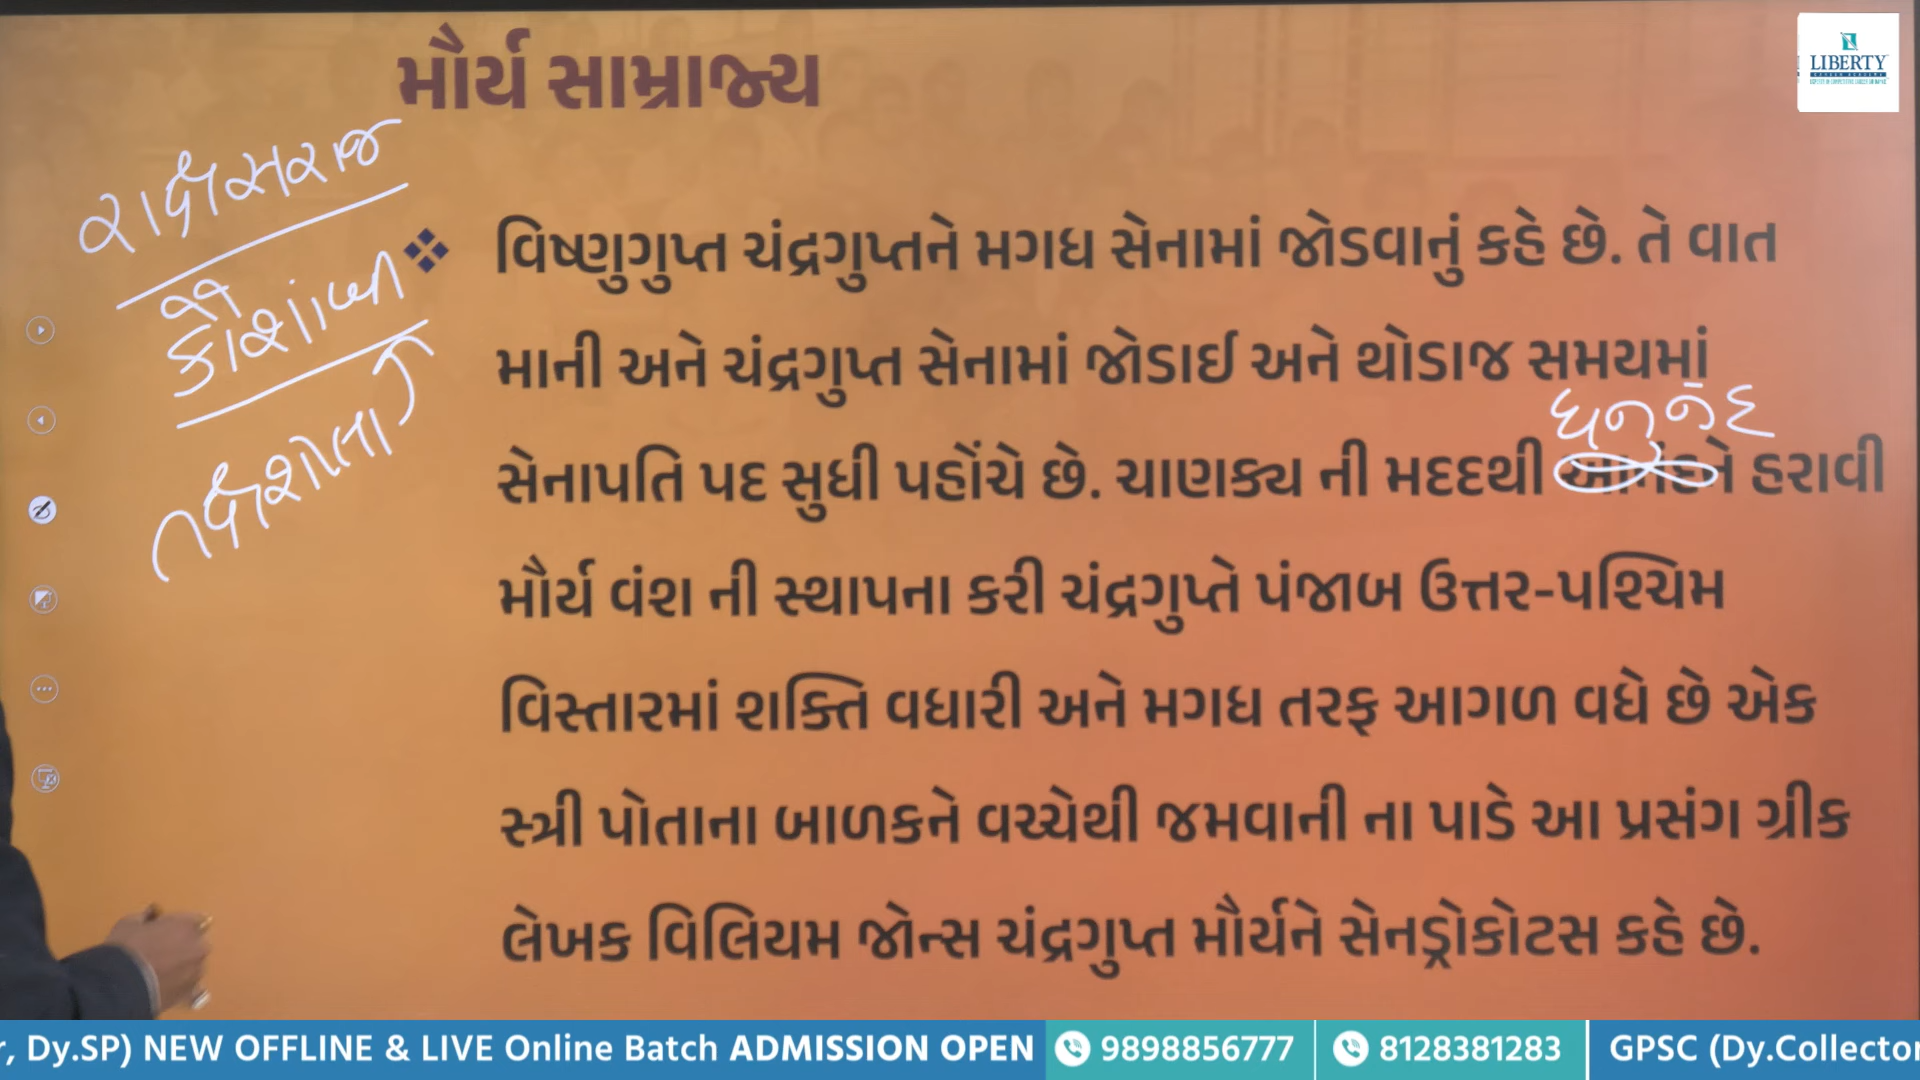 મૌર્ય સામ્રાજ્ય
LIBERTY
વિષ્ણુગુપ્ત ચંદ્રગુપ્તને મગધ સેનામાં જોડવાનું કહે છે. તે વાત
માની અને ચંદ્રગુપ્ત સેનામાં જોડાઈ અને થોડાજ સમયમાં
ધનનંદ
સેનાપતિ પદ સુધી પહોંચે છે. ચાણક્ય ની મદદથી હરાવી
મૌર્ય વંશ ની સ્થાપના કરી ચંદ્રગુપ્તે પંજાબ ઉત્તર-પશ્ચિમ
વિસ્તારમાં શક્તિ વધારી અને મગધ તરફ આગળ વધે છે એક
સ્ત્રી પોતાના બાળકને વચ્ચેથી જમવાની ના પાડે આ પ્રસંગ ગ્રીક
લેખક વિલિયમ જોન્સ ચંદ્રગુપ્ત મૌર્યને સેનડ્રોકોટસ કહે છે.
, Dy.SP) NEW OFFLINE & LIVE Online Batch ADMISSION OPEN 9898856777 8128381283 GPSC (Dy.Collector